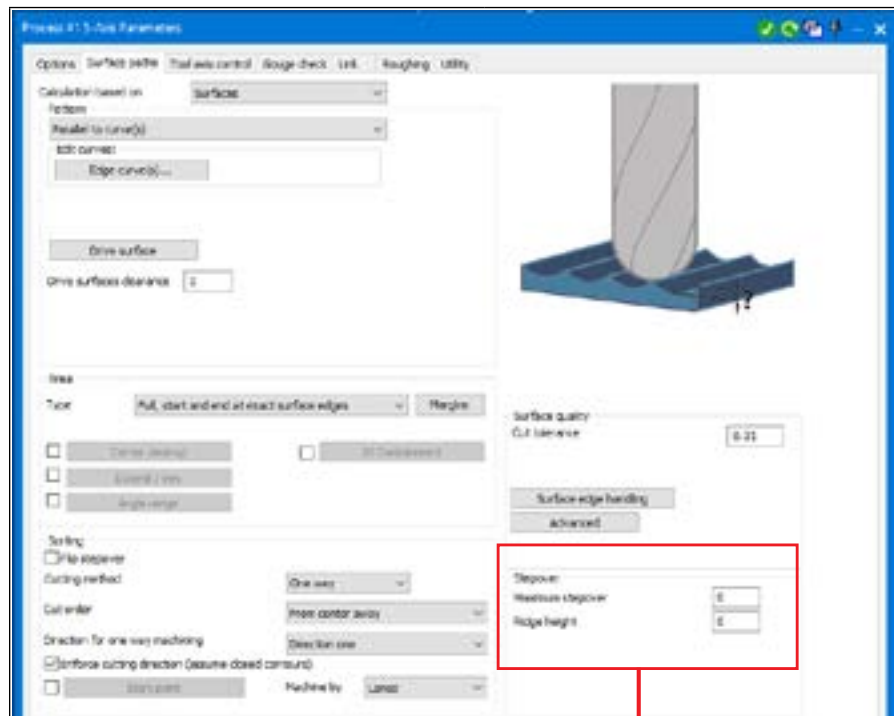 Process #1 5-Axis Parameters
Options Surface paths Tool axis control Gouge check Link Roughing Utility
Calculation based on Surfaces
Pattern
Parallel to curve(s)
Edit curves:
Edge curve(s)...
Drive surface
Drive surfaces clearance
?
Area
Type Full, start and end at exact surface edges Margins
Extend / trim
Angle range
Surface quality
Cut tolerance
Surface edge handling
Advanced
Sorting
Flip stepover
Cutting method One way
Cut order From center away
Direction for one way machining Direction one
Enforce cutting direction (assume closed contours)
Start point Machine by Lanes
Stepover
Maximum stepover
Ridge height